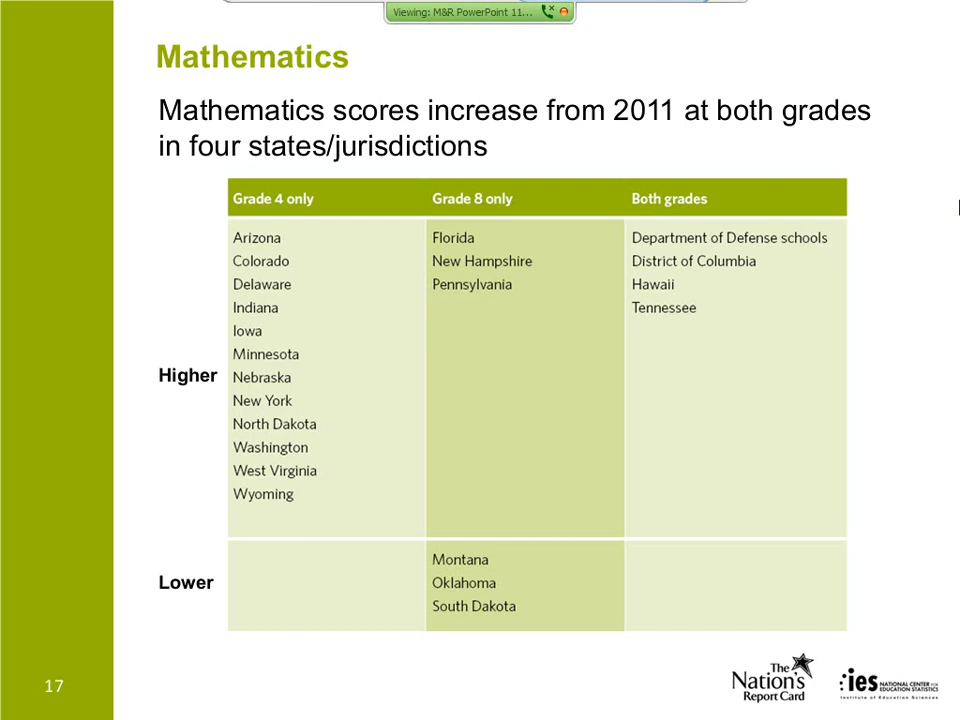 Viewing: M&R PowerPoint 11...
Mathematics
Mathematics scores increase from 2011 at both grades
in four states/jurisdictions
Grade 4 only Grade 8 only Both grades
Higher
Arizona
Colorado
Delaware
Indiana
Iowa
Minnesota
Nebraska
New York
North Dakota
Washington
West Virginia
Wyoming
Florida
New Hampshire
Pennsylvania
Department of Defense schools
District of Columbia
Hawaii
Tennessee
Lower
Montana
Oklahoma
South Dakota
17
The
Nation's
Report Card
ies NATIONAL CENTER FOR
EDUCATION STATISTICS
Institute of Education Sciences